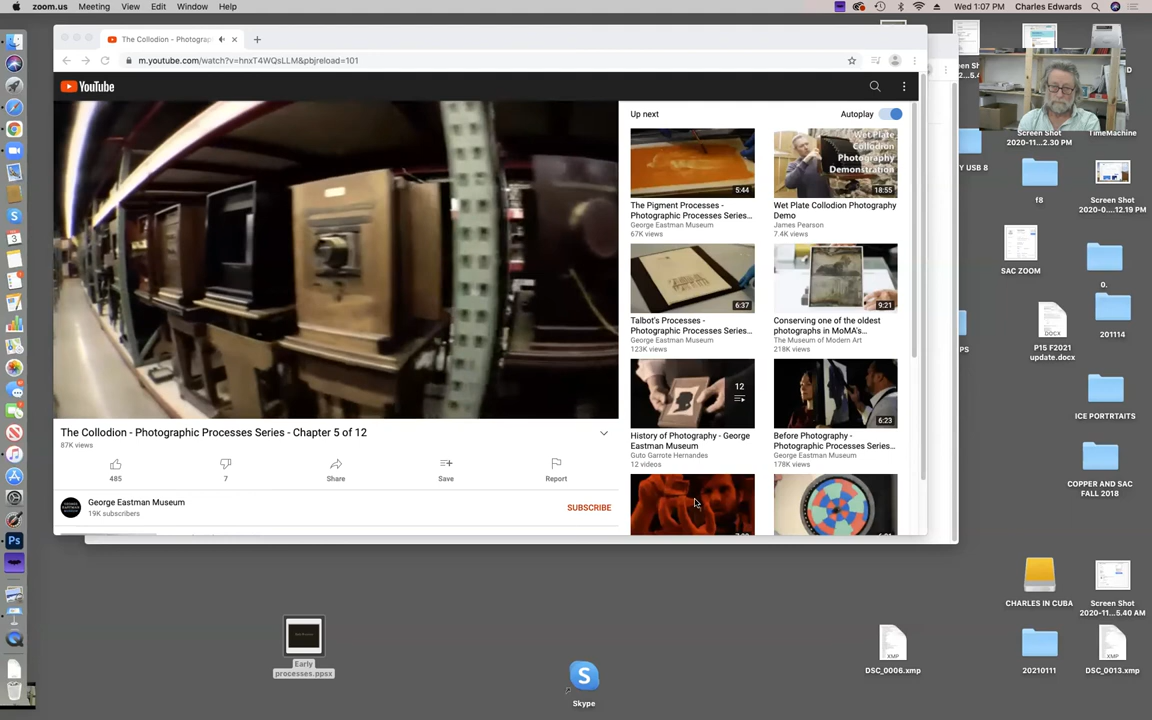 zoom.us Meeting View Edit Window Help
Wed 1:07 PM Charles Edwards
The Collodion - Photograp
m.youtube.com/watch?v=hnxT4WQsLLM&pbjreload=101
YouTube
Up next
Autoplay
5:44
The Pigment Processes -
Photographic Processes Series...
George Eastman Museum
67K views
Wet Plate
Collodion
Photography
Demonstration
18:55
Wet Plate Collodion Photography
Demo
James Pearson
7.4K views
6:37
Talbot's Processes -
Photographic Processes Series...
George Eastman Museum
123K views
9:21
Conserving one of the oldest
photographs in MoMA's...
The Museum of Modern Art
218K views
12
History of Photography - George
Eastman Museum
Guto Garrote Hernandes
12 videos
6:23
Before Photography -
Photographic Processes Series...
George Eastman Museum
178K views
The Collodion - Photographic Processes Series - Chapter 5 of 12
87K views
485
7
Share
Save
Report
George Eastman Museum
19K subscribers
SUBSCRIBE
Screen Shot
2020-11...2.30 PM
TimeMachine
Y USB 8
f8
Screen Shot
2020-0....12.19 PM
SAC ZOOM
0.
P15 F2021
update.docx
DOCX
201114
PS
ICE PORTRTAITS
COPPER AND SAC
FALL 2018
CHARLES IN CUBA
Screen Shot
2020-11...5.40 AM
XMP
DSC_0006.xmp
20210111
XMP
DSC_0013.xmp
Early
processes.ppsx
Skype
3
Ps